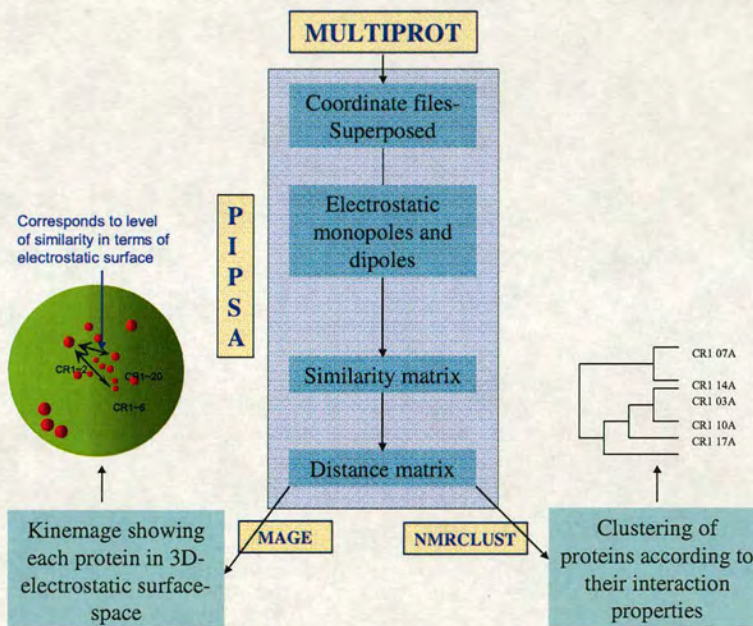 MULTIPROT
Coordinate files-
Superposed
PIPSA
Electrostatic
monopoles and
dipoles
Corresponds to level
of similarity in terms of
electrostatic surface
CR1~2
CR1~20
CR1~6
Similarity matrix
Distance matrix
CR1 07A
CR1 14A
CR1 03A
CR1 10A
CR1 17A
MAGE
NMRCLUST
Kinemage showing
each protein in 3D-
electrostatic surface-
space
Clustering of
proteins according to
their interaction
properties